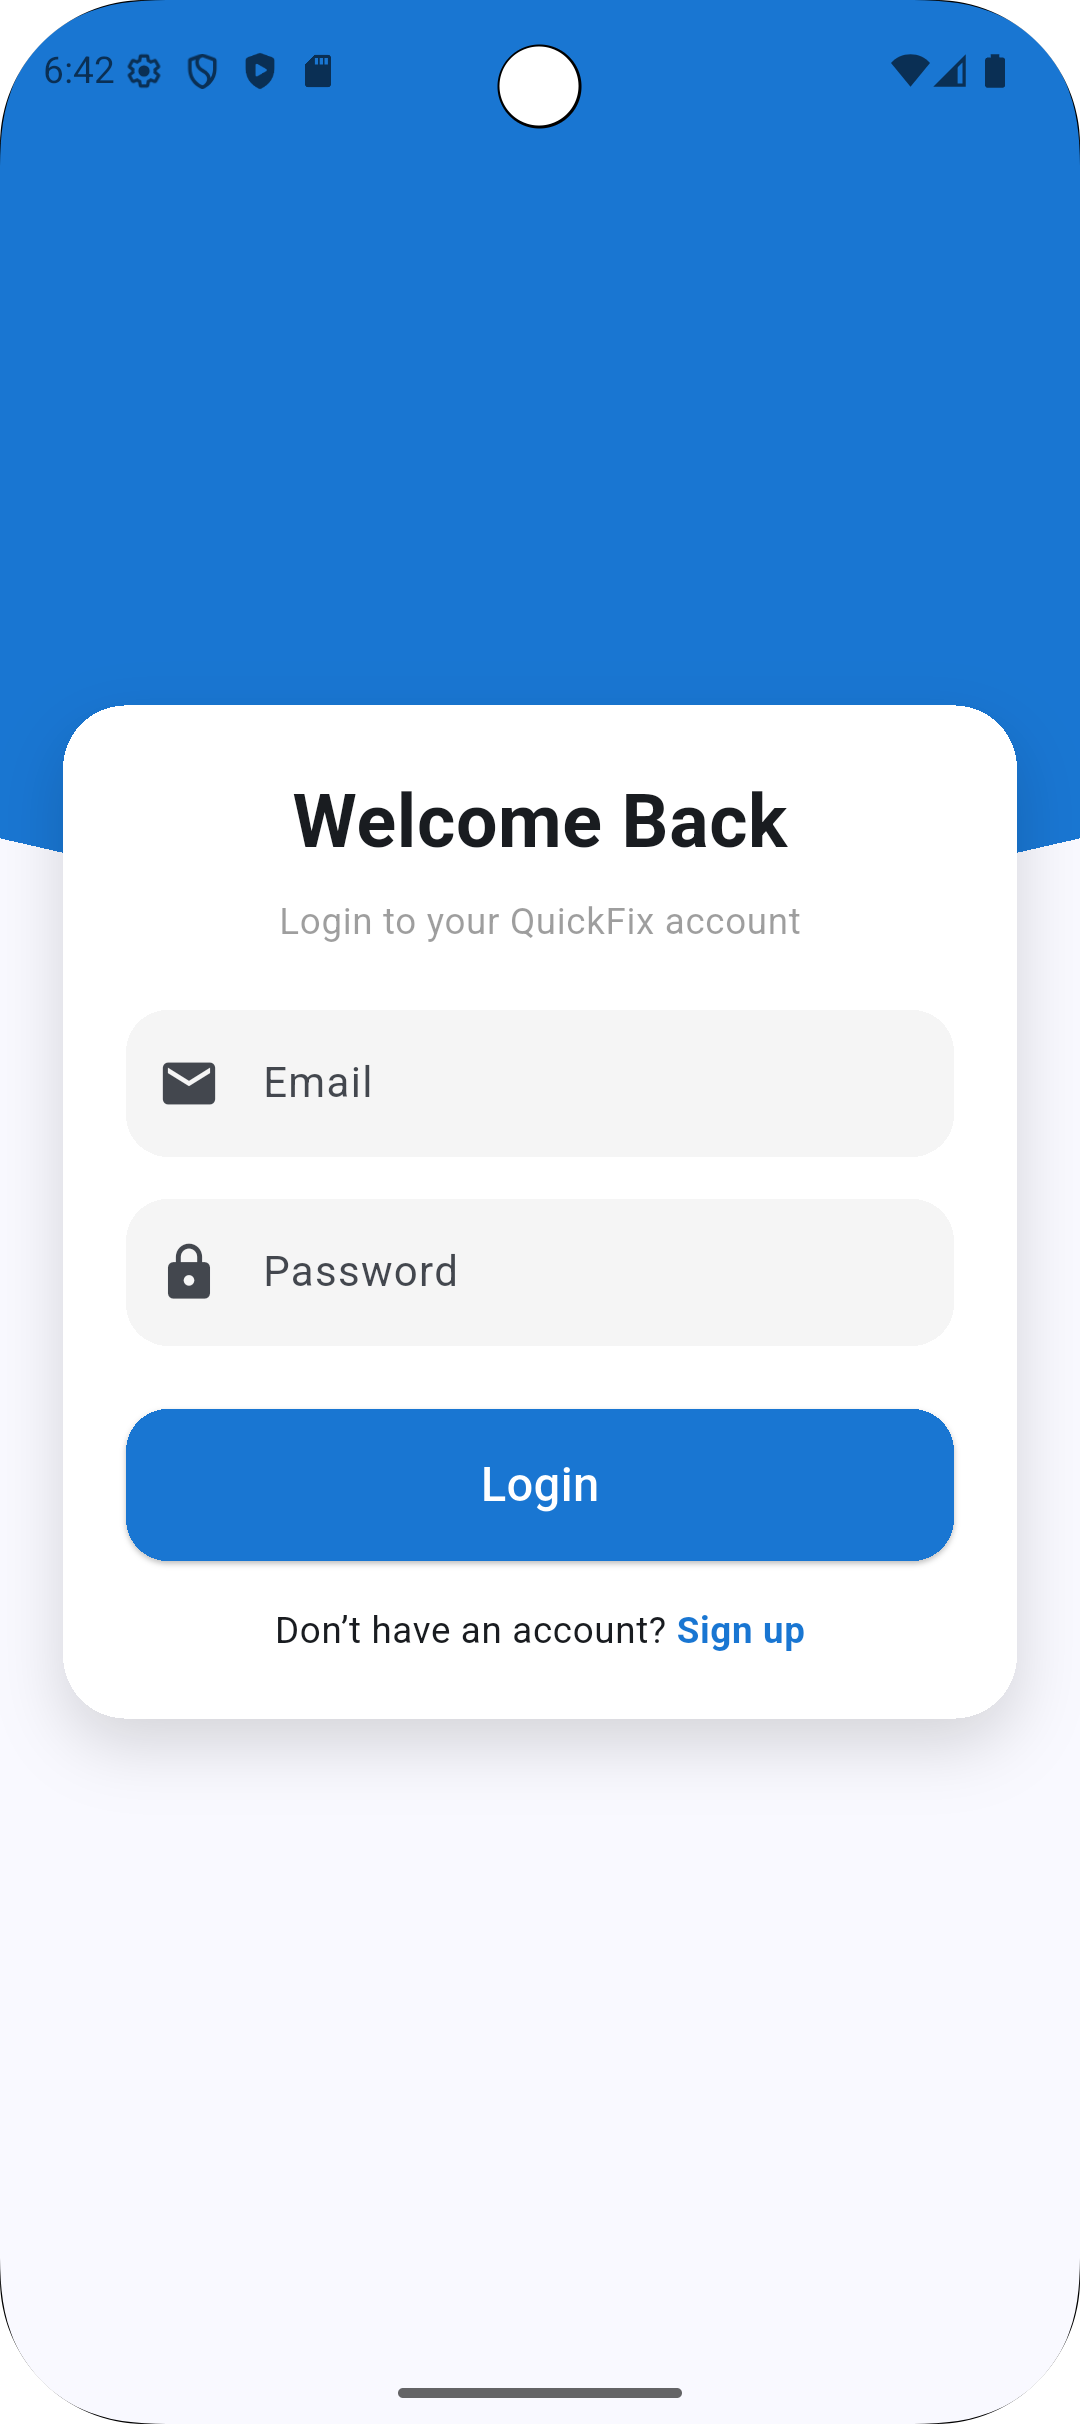 6:42
Welcome Back
Login to your QuickFix account
Email
Password
Login
Don’t have an account? Sign up